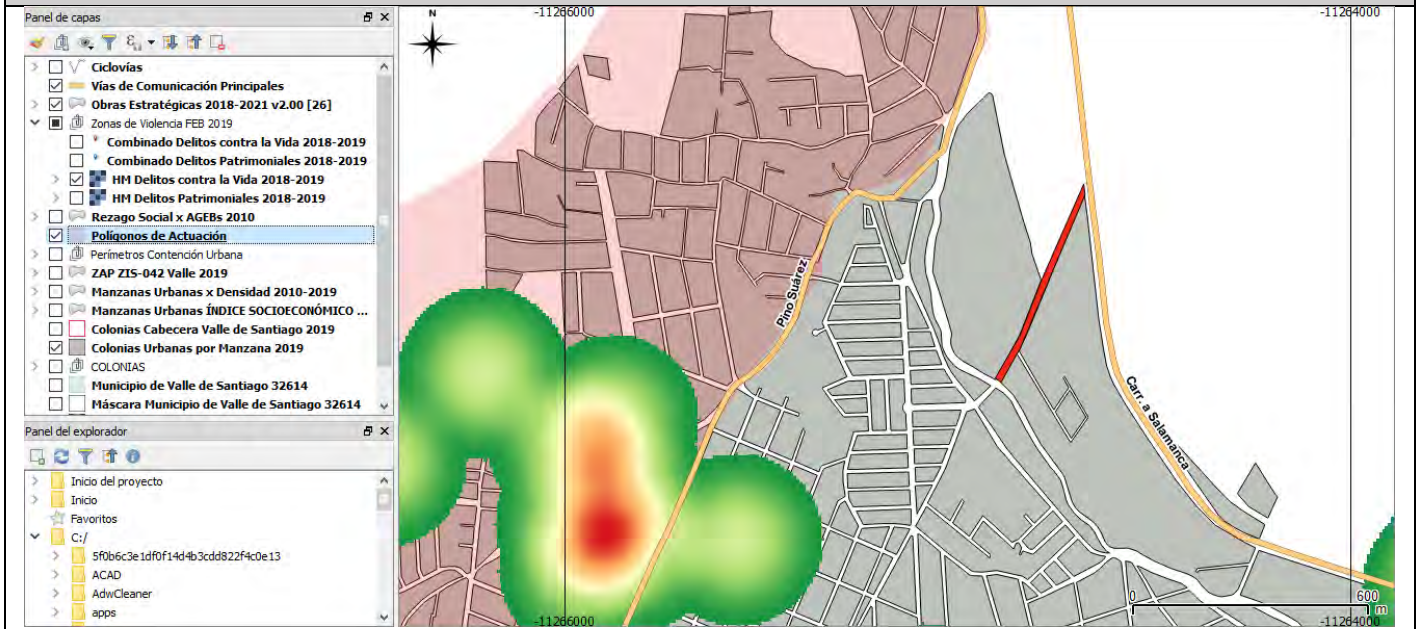 Panel de capas
Ciclovías
Vías de Comunicación Principales
Obras Estratégicas 2018-2021 v2.00 [26]
Zonas de Violencia FEB 2019
Combinado Delitos contra la Vida 2018-2019
Combinado Delitos Patrimoniales 2018-2019
HM Delitos contra la Vida 2018-2019
HM Delitos Patrimoniales 2018-2019
Rezago Social x AGEBs 2010
Polígonos de Actuación
Perímetros Contención Urbana
ZAP ZIS-042 Valle 2019
Manzanas Urbanas x Densidad 2010-2019
Manzanas Urbanas ÍNDICE SOCIOECONÓMICO ...
Colonias Cabecera Valle de Santiago 2019
Colonias Urbanas por Manzana 2019
COLONIAS
Municipio de Valle de Santiago 32614
Máscara Municipio de Valle de Santiago 32614
Panel del explorador
Inicio del proyecto
Inicio
Favoritos
C:/
5f0b6c3e1df0f14d4b3cdd822f4c0e13
ACAD
AdwCleaner
apps
N
-11266000
-11264000
Pino Suárez
Carr. a Salamanca
0
600
m
-11266000
-11264000